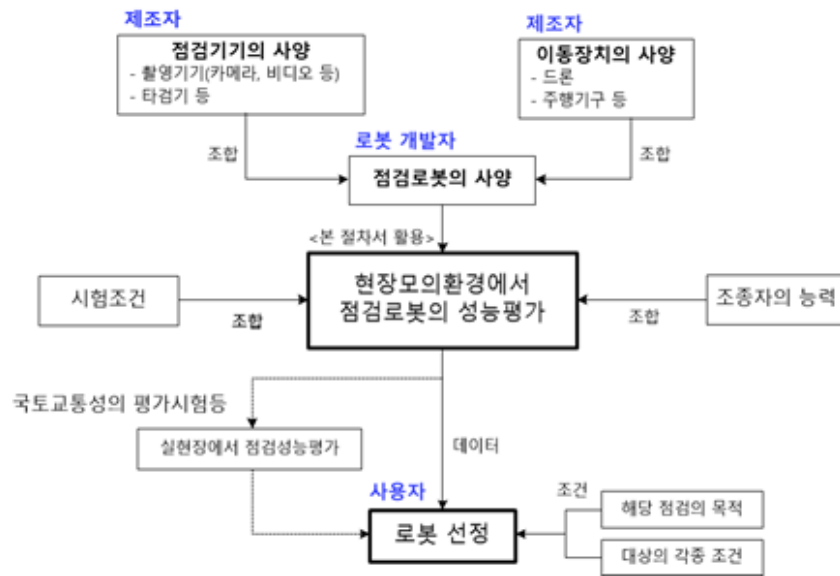 제조자
점검기기의 사양
- 촬영기기(카메라, 비디오 등)
- 타검기 등
제조자
이동장치의 사양
- 드론
- 주행기구 등
조합
로봇 개발자
조합
점검로봇의 사양
<본 절차서 활용>
시험조건
조합
현장모의환경에서
점검로봇의 성능평가
조합
조종자의 능력
국토교통성의 평가시험등
실현장에서 점검성능평가
데이터
사용자
로봇 선정
조건
해당 점검의 목적
대상의 각종 조건